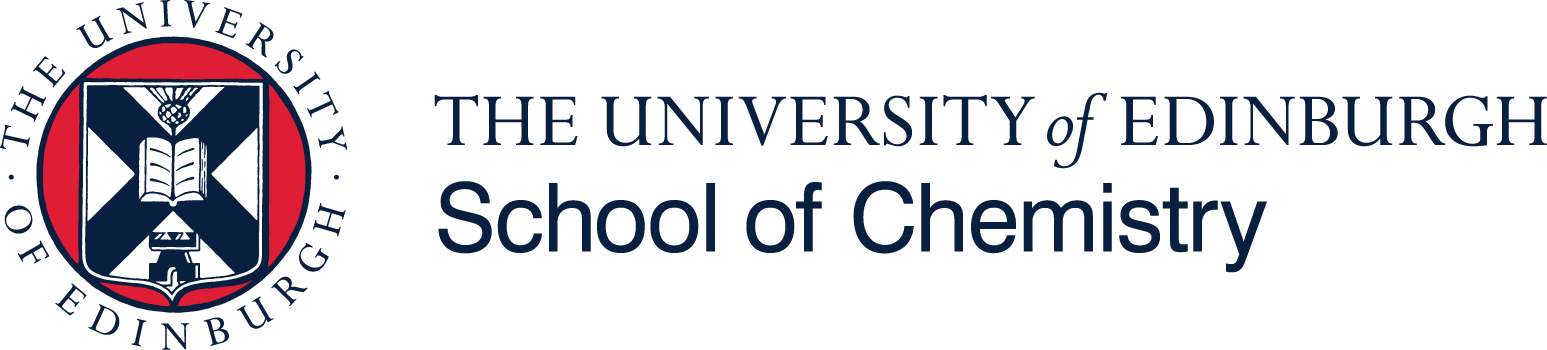 THE UNIVERSITY
· OF EDINBURGH ·
THE UNIVERSITY of EDINBURGH
School of Chemistry